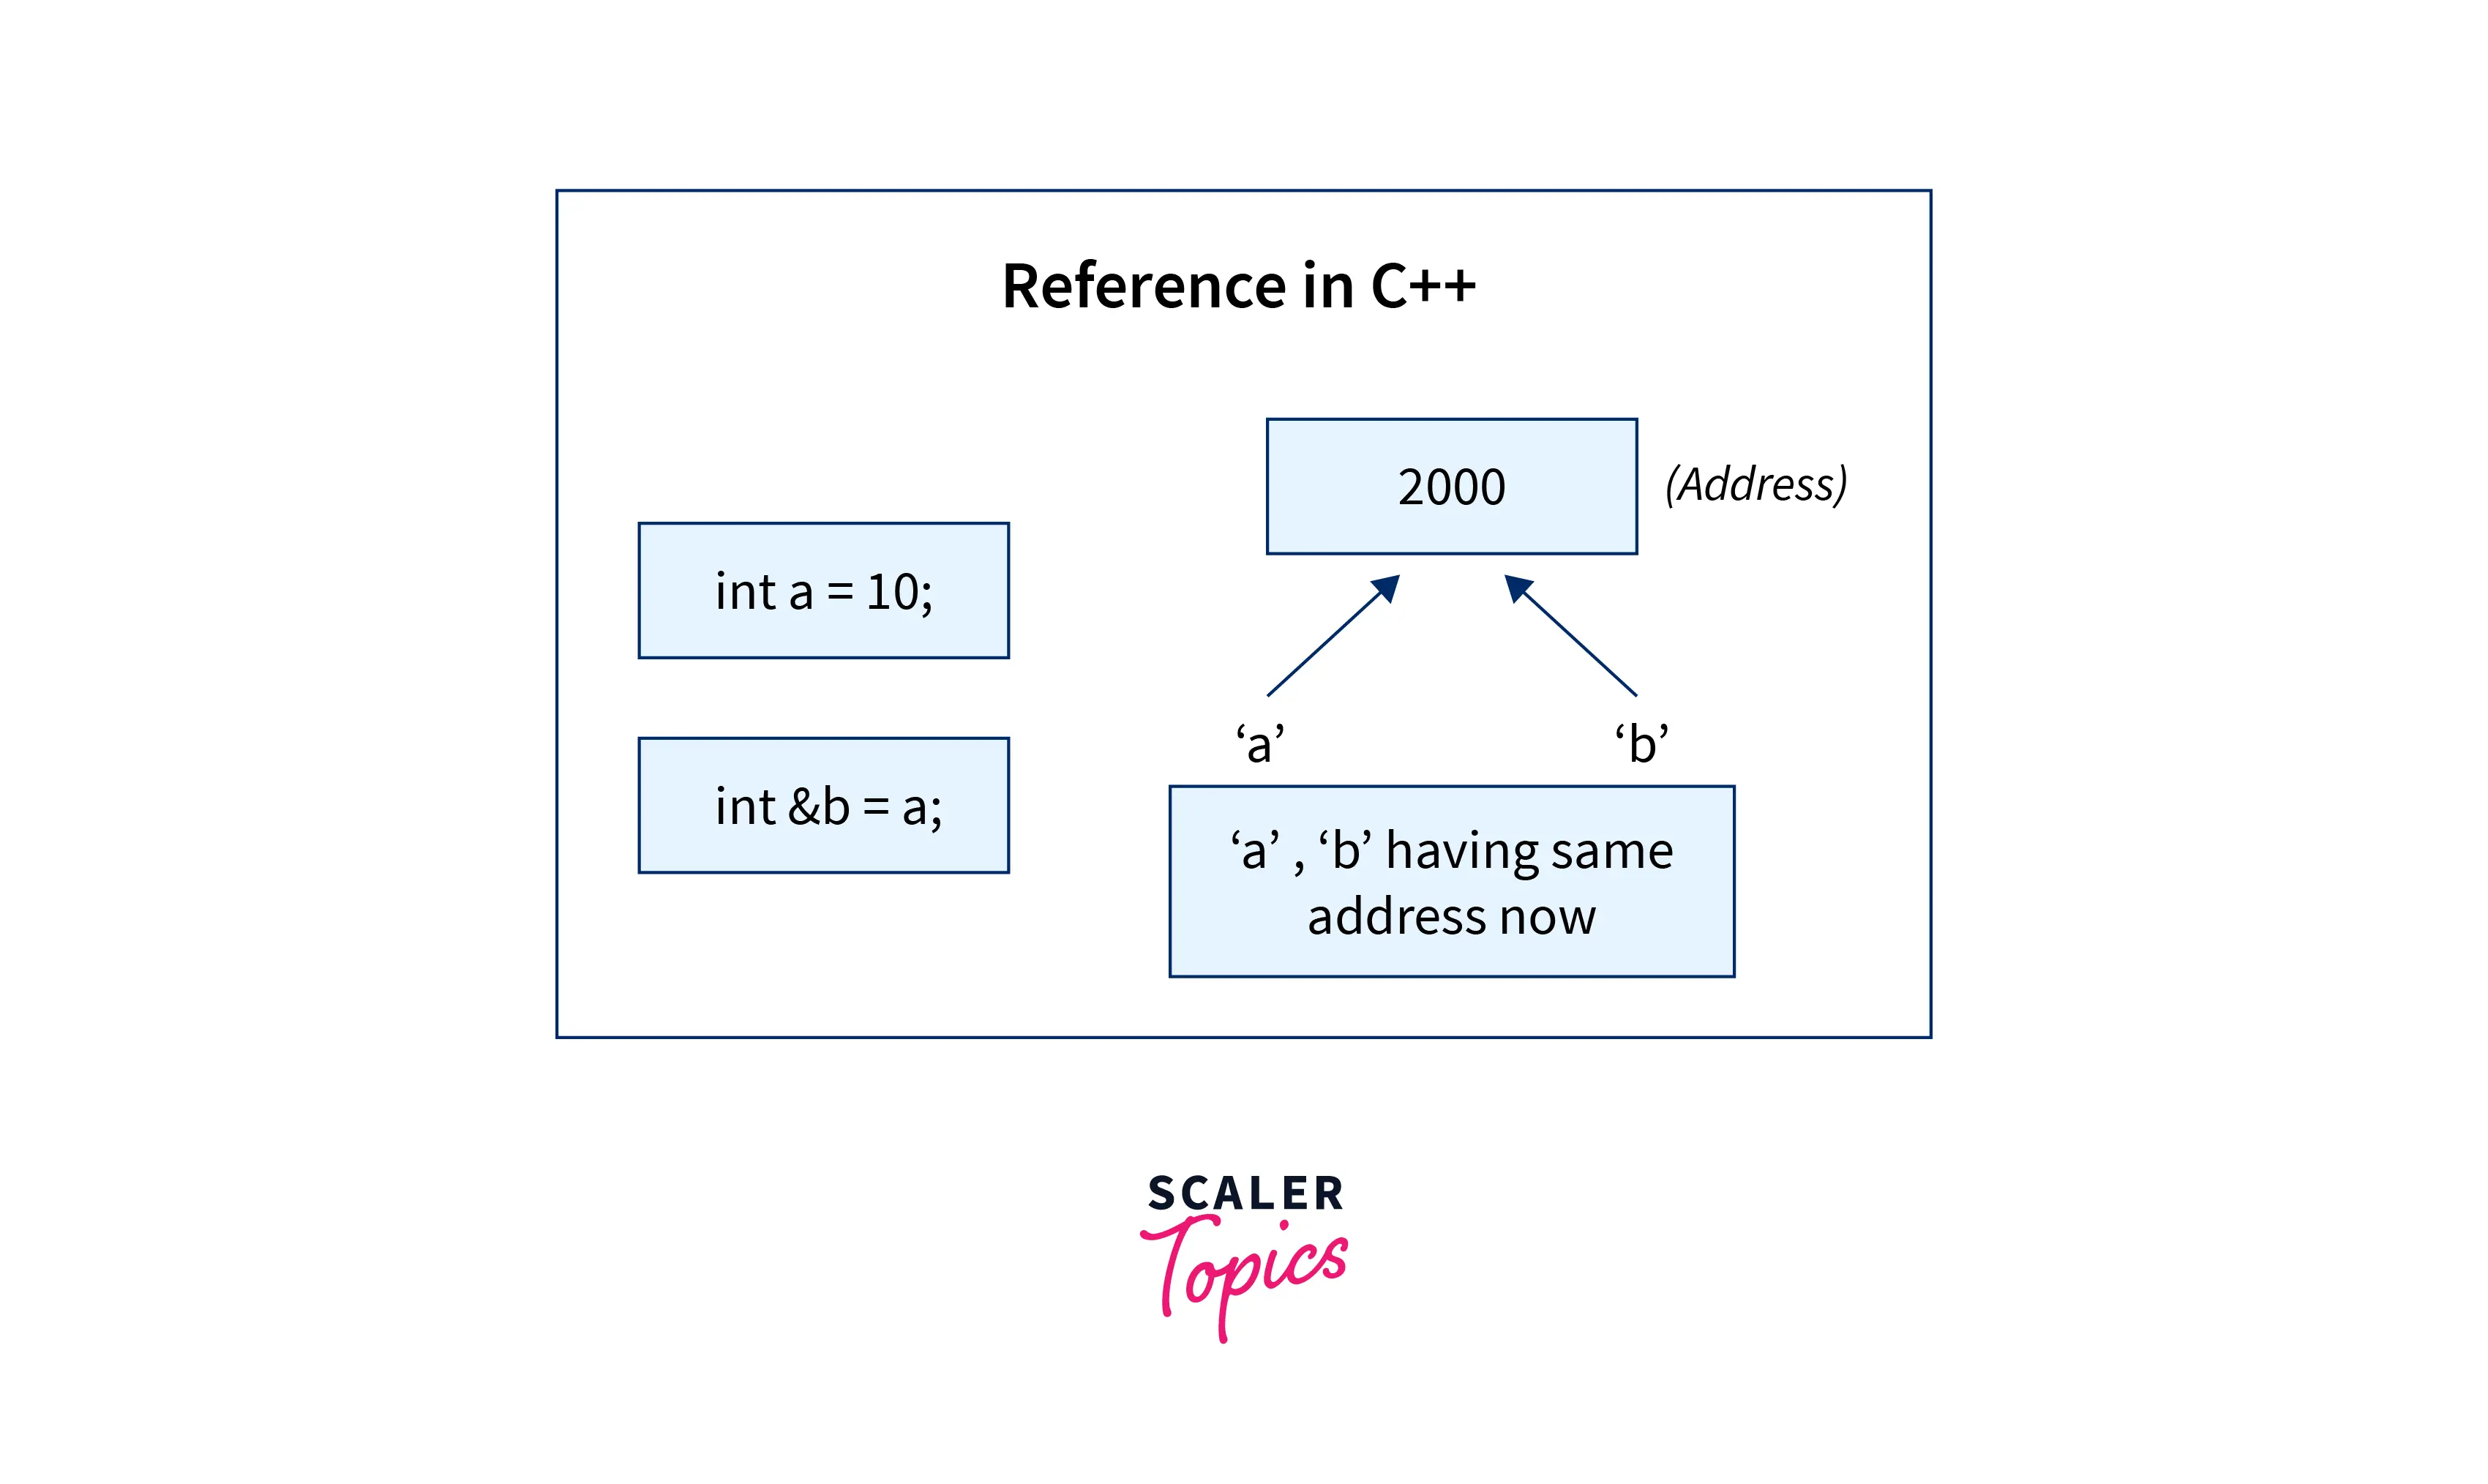 Reference in C++
int a = 10;
int &b = a;
2000
(Address)
‘a’
‘b’
‘a’ , ‘b’ having same
address now
SCALER
Topics